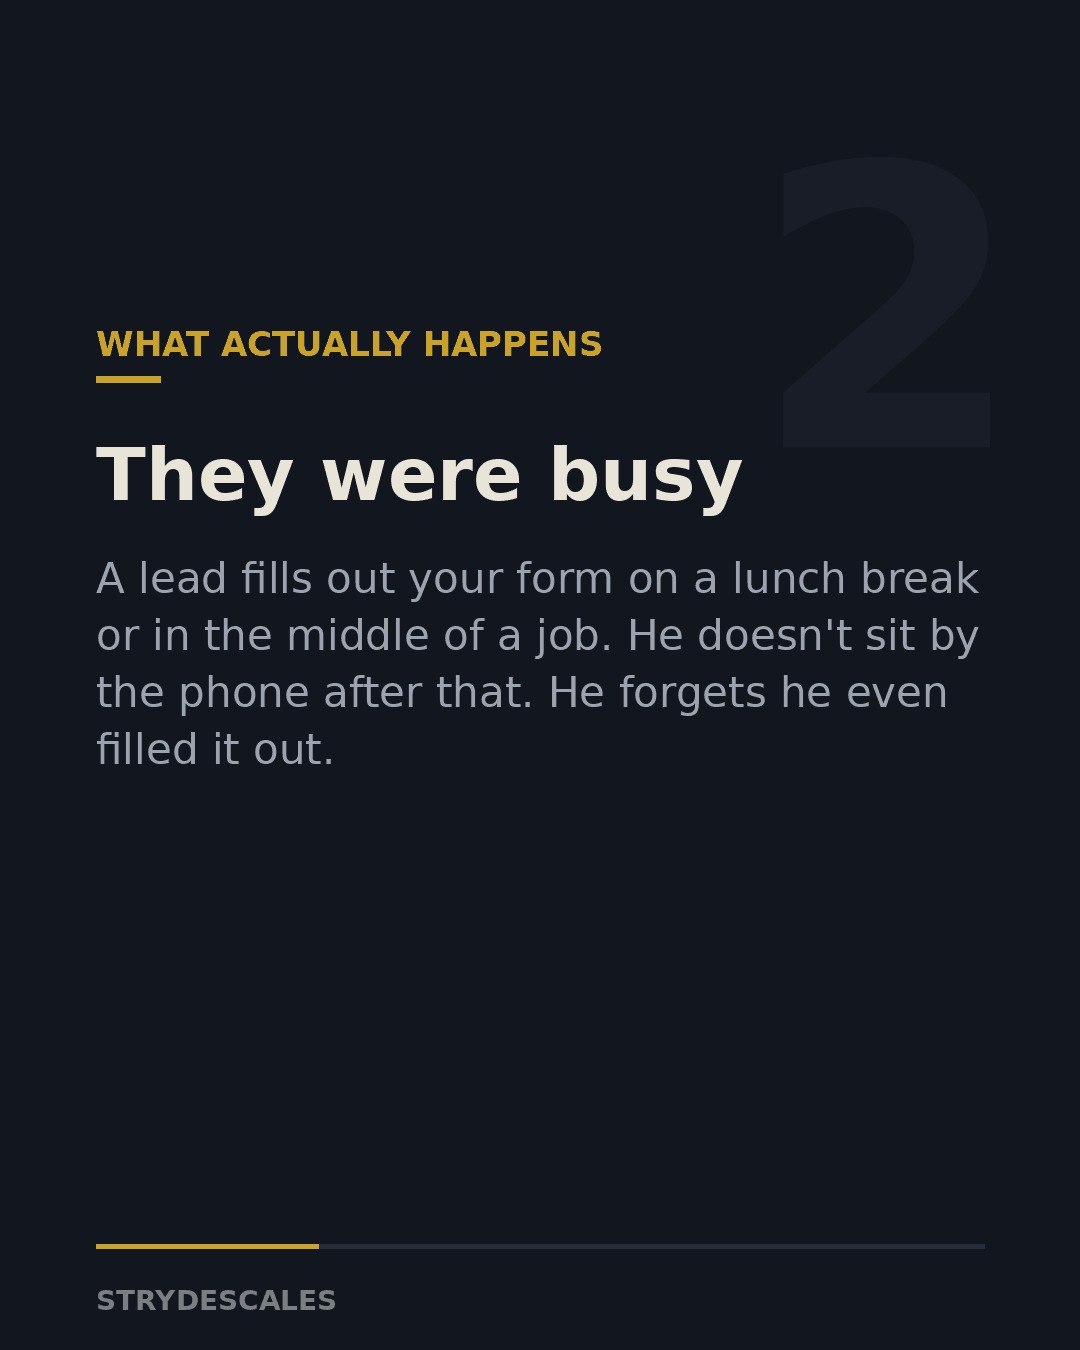 2
WHAT ACTUALLY HAPPENS
They were busy
A lead fills out your form on a lunch break
or in the middle of a job. He doesn't sit by
the phone after that. He forgets he even
filled it out.
STRYDESCALES